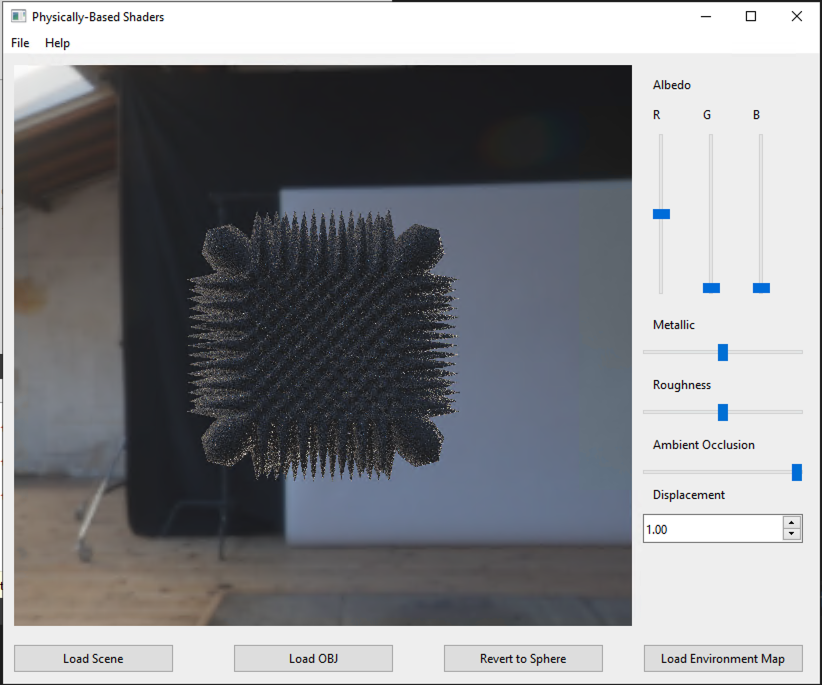 Physically-Based Shaders
File Help
Albedo
R G B
Metallic
Roughness
Ambient Occlusion
Displacement
1.00
Load Scene Load OBJ Revert to Sphere Load Environment Map